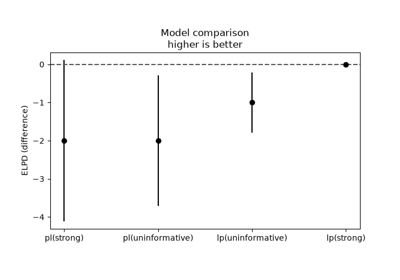 Model comparison
higher is better
ELPD (difference)
0
−1
−2
−3
−4
pl(strong)
pl(uninformative)
lp(uninformative)
lp(strong)